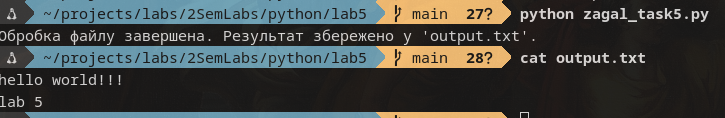 ~/projects/labs/2SemLabs/python/lab5 main 27? python zagal_task5.py
Обробка файлу завершена. Результат збережено у 'output.txt'.
~/projects/labs/2SemLabs/python/lab5 main 28? cat output.txt
hello world!!!
lab 5